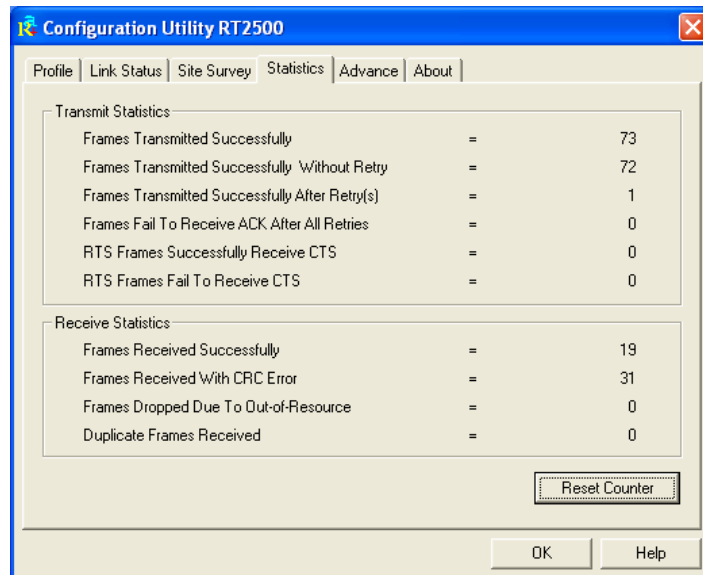 Configuration Utility RT2500
Profile Link Status Site Survey Statistics Advance About
Transmit Statistics
Frames Transmitted Successfully = 73
Frames Transmitted Successfully Without Retry = 72
Frames Transmitted Successfully After Retry(s) = 1
Frames Fail To Receive ACK After All Retries = 0
RTS Frames Successfully Receive CTS = 0
RTS Frames Fail To Receive CTS = 0
Receive Statistics
Frames Received Successfully = 19
Frames Received With CRC Error = 31
Frames Dropped Due To Out-of-Resource = 0
Duplicate Frames Received = 0
Reset Counter
OK Help